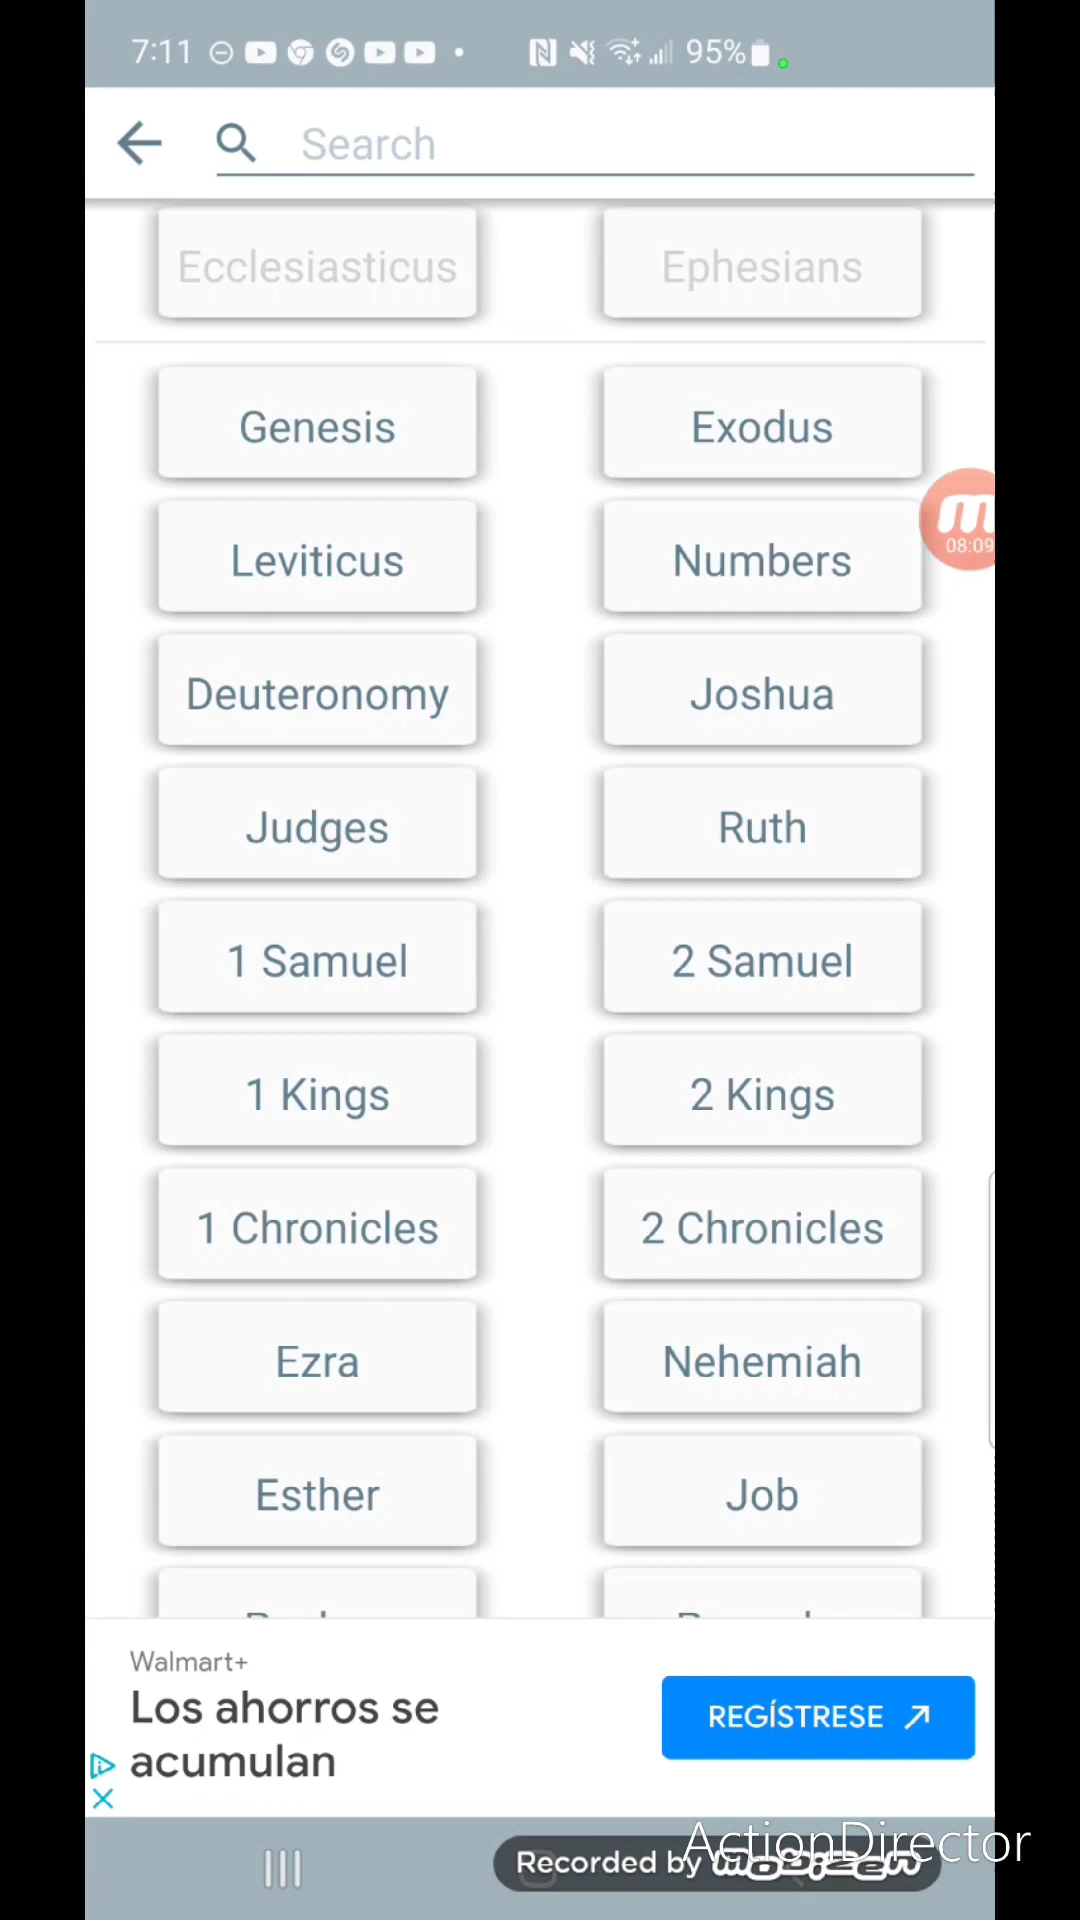 7:11 95%
Search
Ecclesiasticus Ephesians
Genesis Exodus
Leviticus Numbers
08:09
Deuteronomy Joshua
Judges Ruth
1 Samuel 2 Samuel
1 Kings 2 Kings
1 Chronicles 2 Chronicles
Ezra Nehemiah
Esther Job
Walmart+
Los ahorros se
acumulan
REGÍSTRESE
ActionDirector
Recorded by mobizen